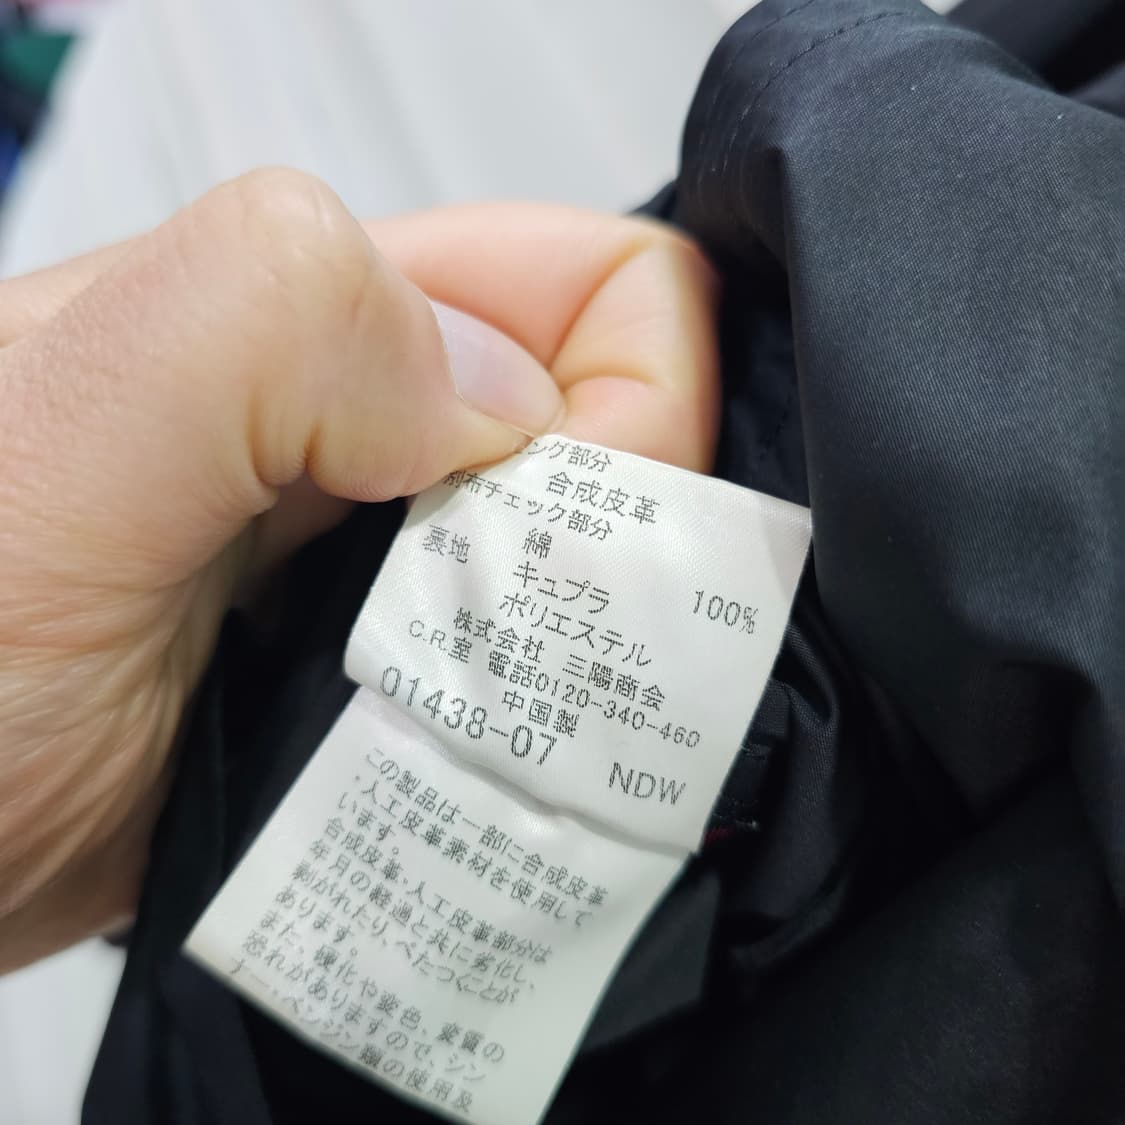 ング部分
合成皮革
別布チェック部分
綿 100%
裏地 キュプラ
ポリエステル
株式会社 三陽商会
C.R.室 電話0120-340-460
中国製
01438-07 NDW
この製品は一部に合成皮革
・人工皮革素材を使用して
います。
合成皮革、人工皮革部分は
年月の経過と共に劣化し、
剥がれたり、べたつくことが
あります。
また、硬化や変色、変質の
恐れがありますので、シン
ナー、ベンジン類の使用及